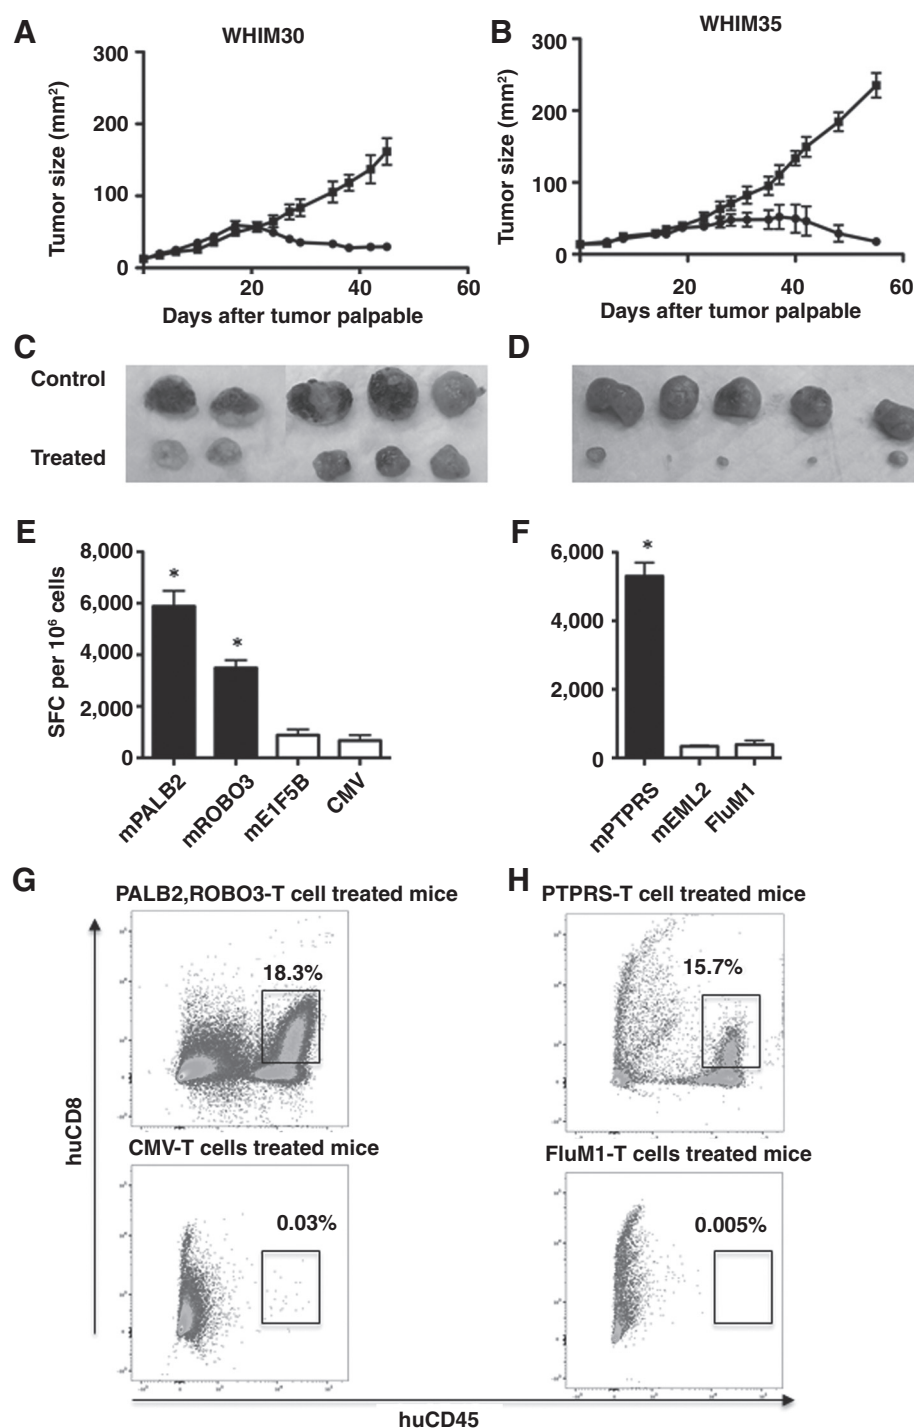 A
WHIM30
Tumor size (mm²)
300
200
100
0
20
40
60
Days after tumor palpable
B
WHIM35
Tumor size (mm²)
300
200
100
0
20
40
60
Days after tumor palpable
C
Control
Treated
D
E
SFC per 10⁶ cells
8,000
6,000
4,000
2,000
0
*
*
mPALB2
mROBO3
mE1F5B
CMV
F
6,000
4,000
2,000
0
*
mPTPRS
mEML2
FluM1
G
PALB2,ROBO3-T cell treated mice
18.3%
H
PTPRS-T cell treated mice
15.7%
huCD8
CMV-T cells treated mice
0.03%
FluM1-T cells treated mice
0.005%
huCD45